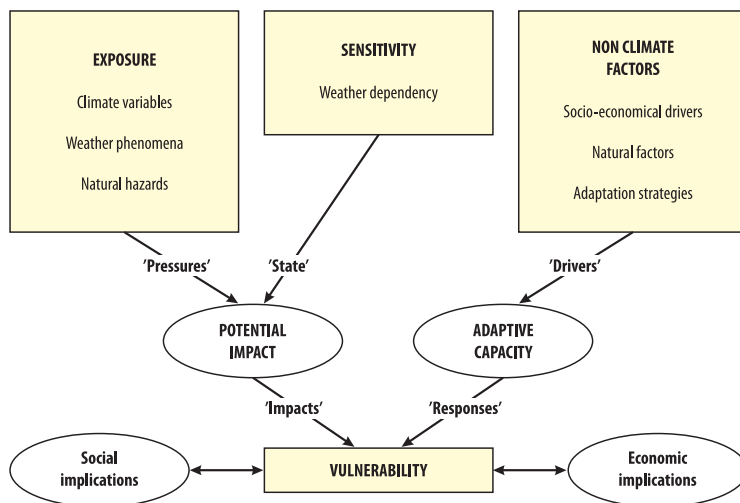 EXPOSURE
Climate variables
Weather phenomena
Natural hazards
SENSITIVITY
Weather dependency
NON CLIMATE
FACTORS
Socio-economical drivers
Natural factors
Adaptation strategies
'Pressures'
'State'
'Drivers'
POTENTIAL
IMPACT
ADAPTIVE
CAPACITY
'Impacts'
'Responses'
Social
implications
VULNERABILITY
Economic
implications